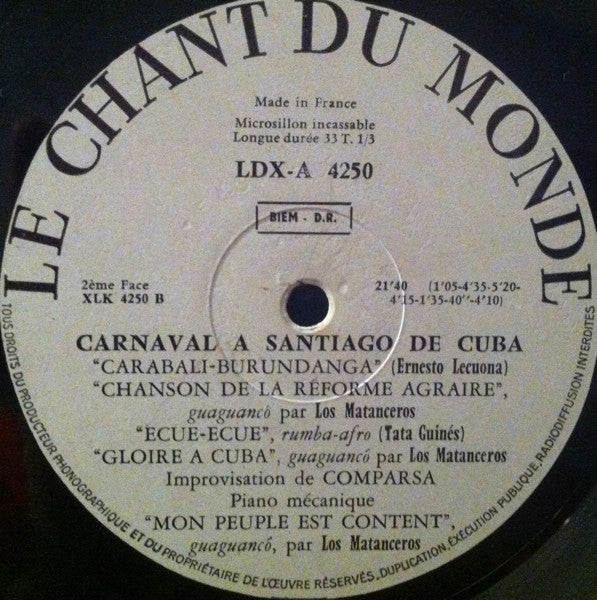 LE CHANT DU MONDE
Made in France
Microsillon incassable
Longue durée 33 T. 1/3
LDX-A 4250
BIEM - D.R.
2ème Face
XLK 4250 B
21'40 (1'05-4'35-5'20-
4'15-1'35-40''-4'10)
CARNAVAL A SANTIAGO DE CUBA
"CARABALI-BURUNDANGA" (Ernesto Lecuona)
"CHANSON DE LA RÉFORME AGRAIRE",
guaguancò par Los Matanceros
"ECUE-ECUE", rumba-afro (Tata Guinés)
"GLOIRE A CUBA", guaguancó par Los Matanceros
Improvisation de COMPARSA
Piano mécanique
"MON PEUPLE EST CONTENT",
guaguancó, par Los Matanceros
TOUS DROITS DU PRODUCTEUR PHONOGRAPHIQUE ET DU PROPRIÉTAIRE DE L'ŒUVRE RÉSERVÉS. DUPLICATION, EXÉCUTION PUBLIQUE, RADIODIFFUSION INTERDITES